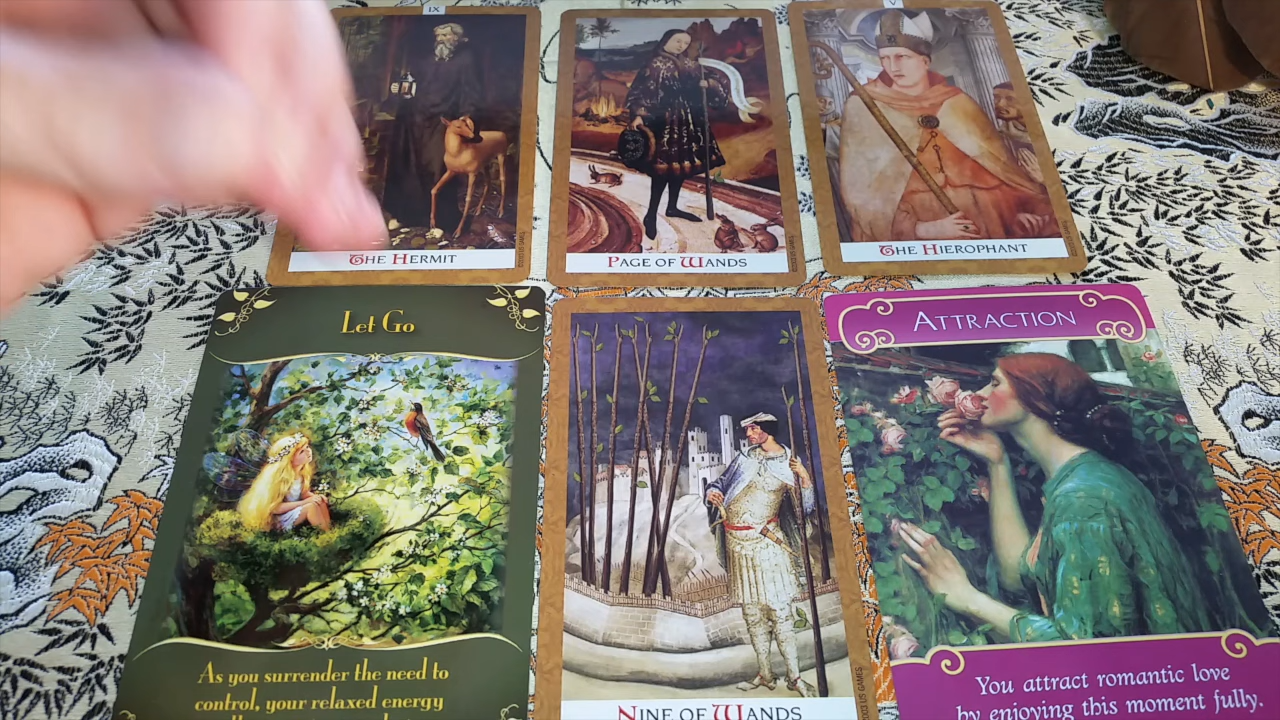 IX
V
THE HERMIT
PAGE OF WANDS
THE HIEROPHANT
Let Go
ATTRACTION
As you surrender the need to
control, your relaxed energy
You attract romantic love
by enjoying this moment fully.
NINE OF WANDS